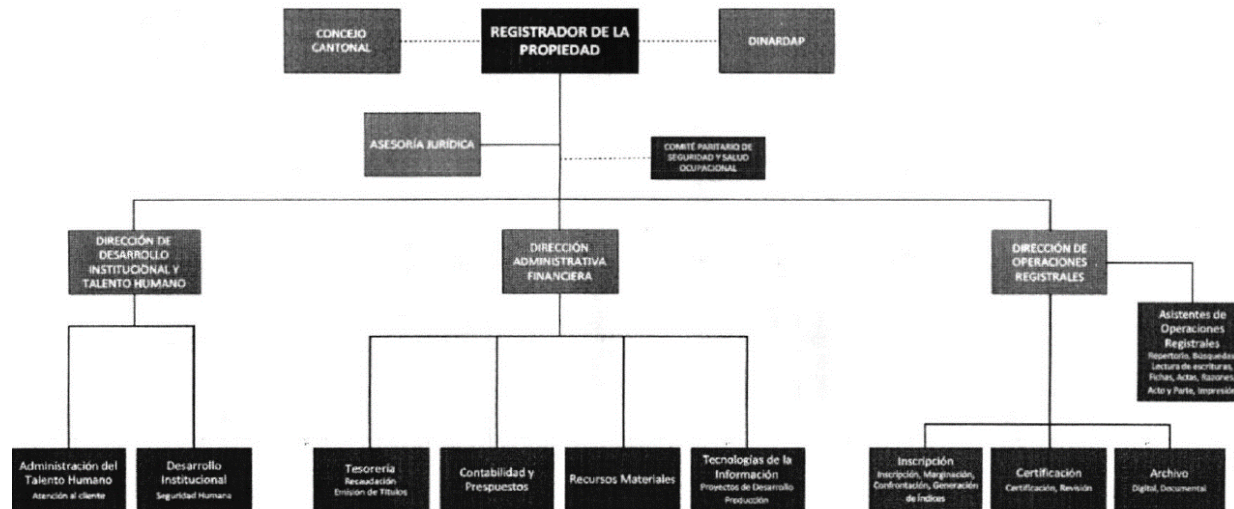 CONCEJO
CANTONAL
REGISTRADOR DE LA
PROPIEDAD
DINARDAP
ASESORÍA JURÍDICA
COMITÉ PARITARIO DE
SEGURIDAD Y SALUD
OCUPACIONAL
DIRECCIÓN DE
DESARROLLO
INSTITUCIONAL Y
TALENTO HUMANO
DIRECCIÓN
ADMINISTRATIVA
FINANCIERA
DIRECCIÓN DE
OPERACIONES
REGISTRALES
Asistentes de
Operaciones
Registrales
Repertorio, Búsquedas
Lectura de escrituras,
Fichas, Actas, Razones,
Acto y Parte, Impresión
Administración del
Talento Humano
Atención al cliente
Desarrollo
Institucional
Seguridad Humana
Tesorería
Recaudación
Emisión de Títulos
Contabilidad y
Prespuestos
Recursos Materiales
Tecnologías de la
Información
Proyectos de Desarrollo
Producción
Inscripción
Inscripción, Marginación,
Confrontación, Generación
de Índices
Certificación
Certificación, Revisión
Archivo
Digital, Documental